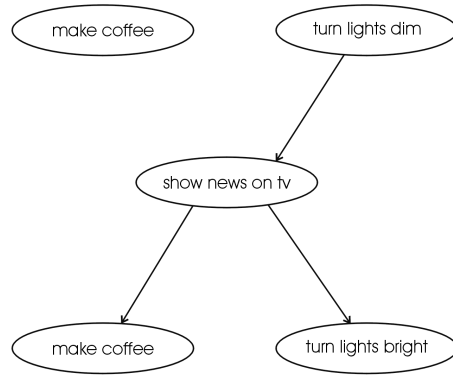 make coffee
turn lights dim
show news on tv
make coffee
turn lights bright